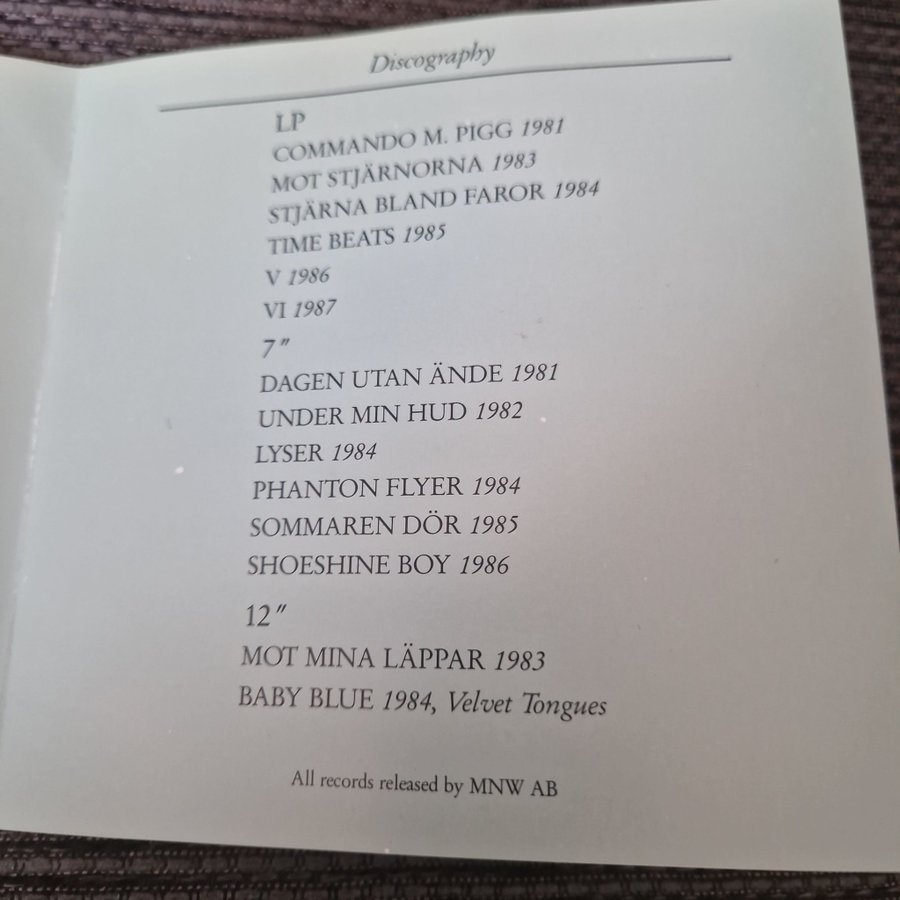 Discography
LP
COMMANDO M. PIGG 1981
MOT STJÄRNORNA 1983
STJÄRNA BLAND FAROR 1984
TIME BEATS 1985
V 1986
VI 1987
7"
DAGEN UTAN ÄNDE 1981
UNDER MIN HUD 1982
LYSER 1984
PHANTON FLYER 1984
SOMMAREN DÖR 1985
SHOESHINE BOY 1986
12"
MOT MINA LÄPPAR 1983
BABY BLUE 1984, Velvet Tongues
All records released by MNW AB